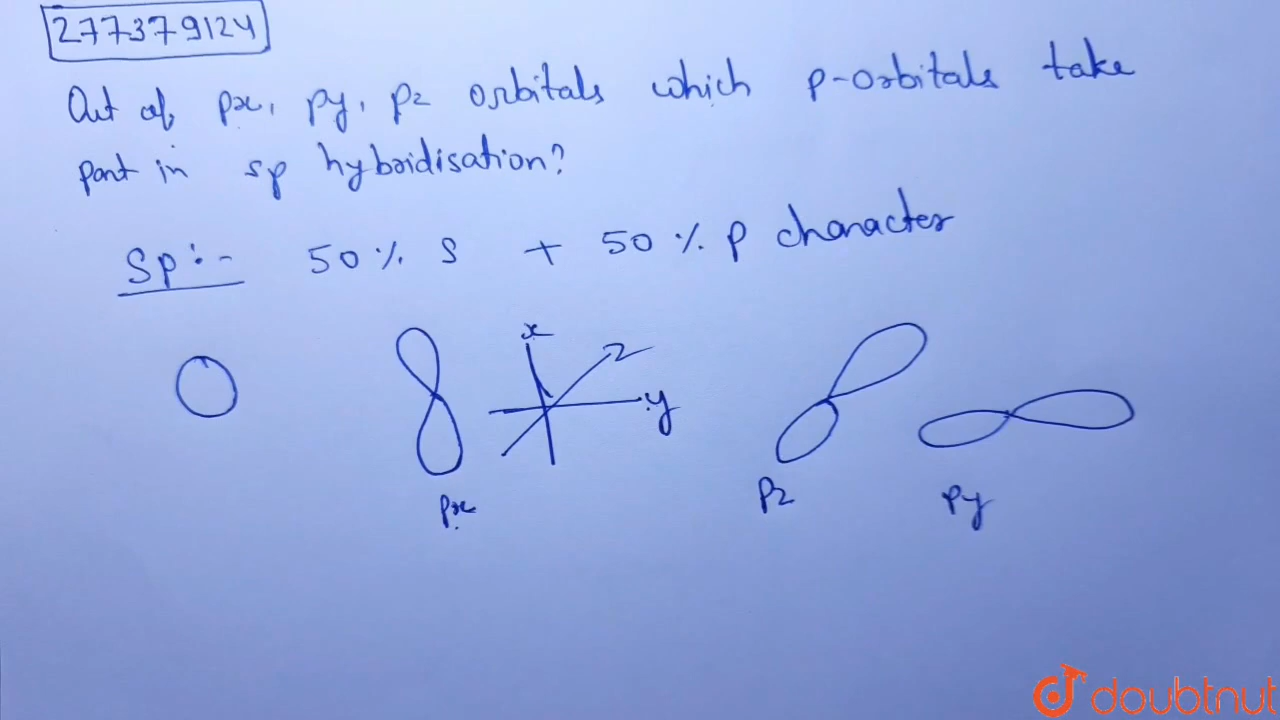 277379124
Out of px, py, pz orbitals which p-orbitals take
part in sp hybridisation?
Sp:- 50% s + 50% p character
x
z
y
px
pz
py
doubtnut